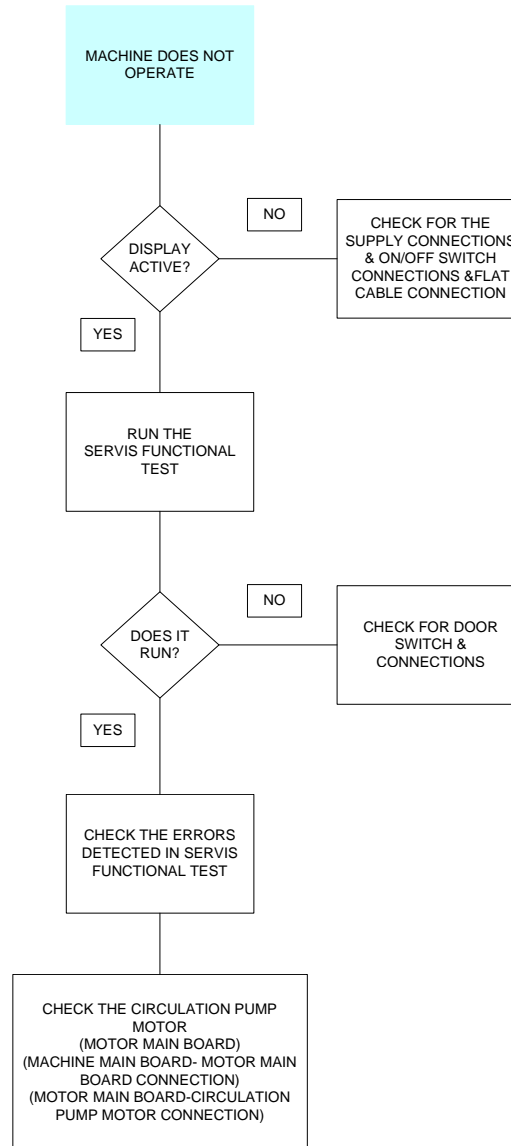 MACHINE DOES NOT
OPERATE
DISPLAY
ACTIVE?
NO
CHECK FOR THE
SUPPLY CONNECTIONS
& ON/OFF SWITCH
CONNECTIONS &FLAT
CABLE CONNECTION
YES
RUN THE
SERVIS FUNCTIONAL
TEST
DOES IT
RUN?
NO
CHECK FOR DOOR
SWITCH &
CONNECTIONS
YES
CHECK THE ERRORS
DETECTED IN SERVIS
FUNCTIONAL TEST
CHECK THE CIRCULATION PUMP
MOTOR
(MOTOR MAIN BOARD)
(MACHINE MAIN BOARD- MOTOR MAIN
BOARD CONNECTION)
(MOTOR MAIN BOARD-CIRCULATION
PUMP MOTOR CONNECTION)